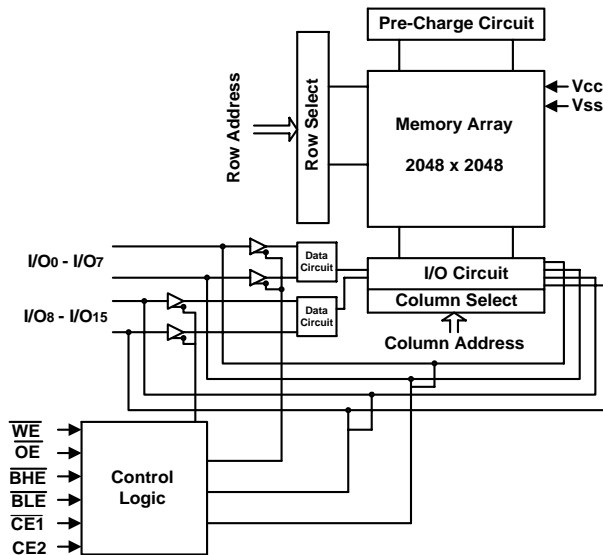 Pre-Charge Circuit
Vcc
Vss
Memory Array
2048 x 2048
Row Address
Row Select
I/O0 - I/O7
Data
Circuit
I/O Circuit
Column Select
I/O8 - I/O15
Data
Circuit
Column Address
WE
OE
BHE
BLE
CE1
CE2
Control
Logic